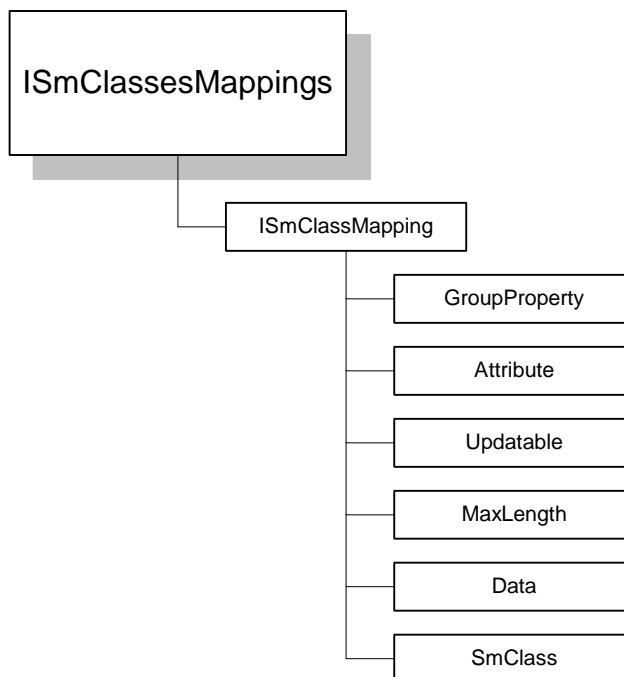 ISmClassesMappings
ISmClassMapping
GroupProperty
Attribute
Updatable
MaxLength
Data
SmClass